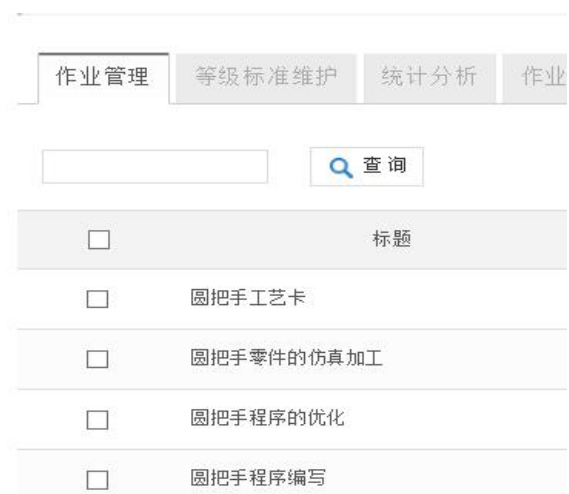 作业管理 等级标准维护 统计分析 作业
查询
标题
圆把手工艺卡
圆把手零件的仿真加工
圆把手程序的优化
圆把手程序编写